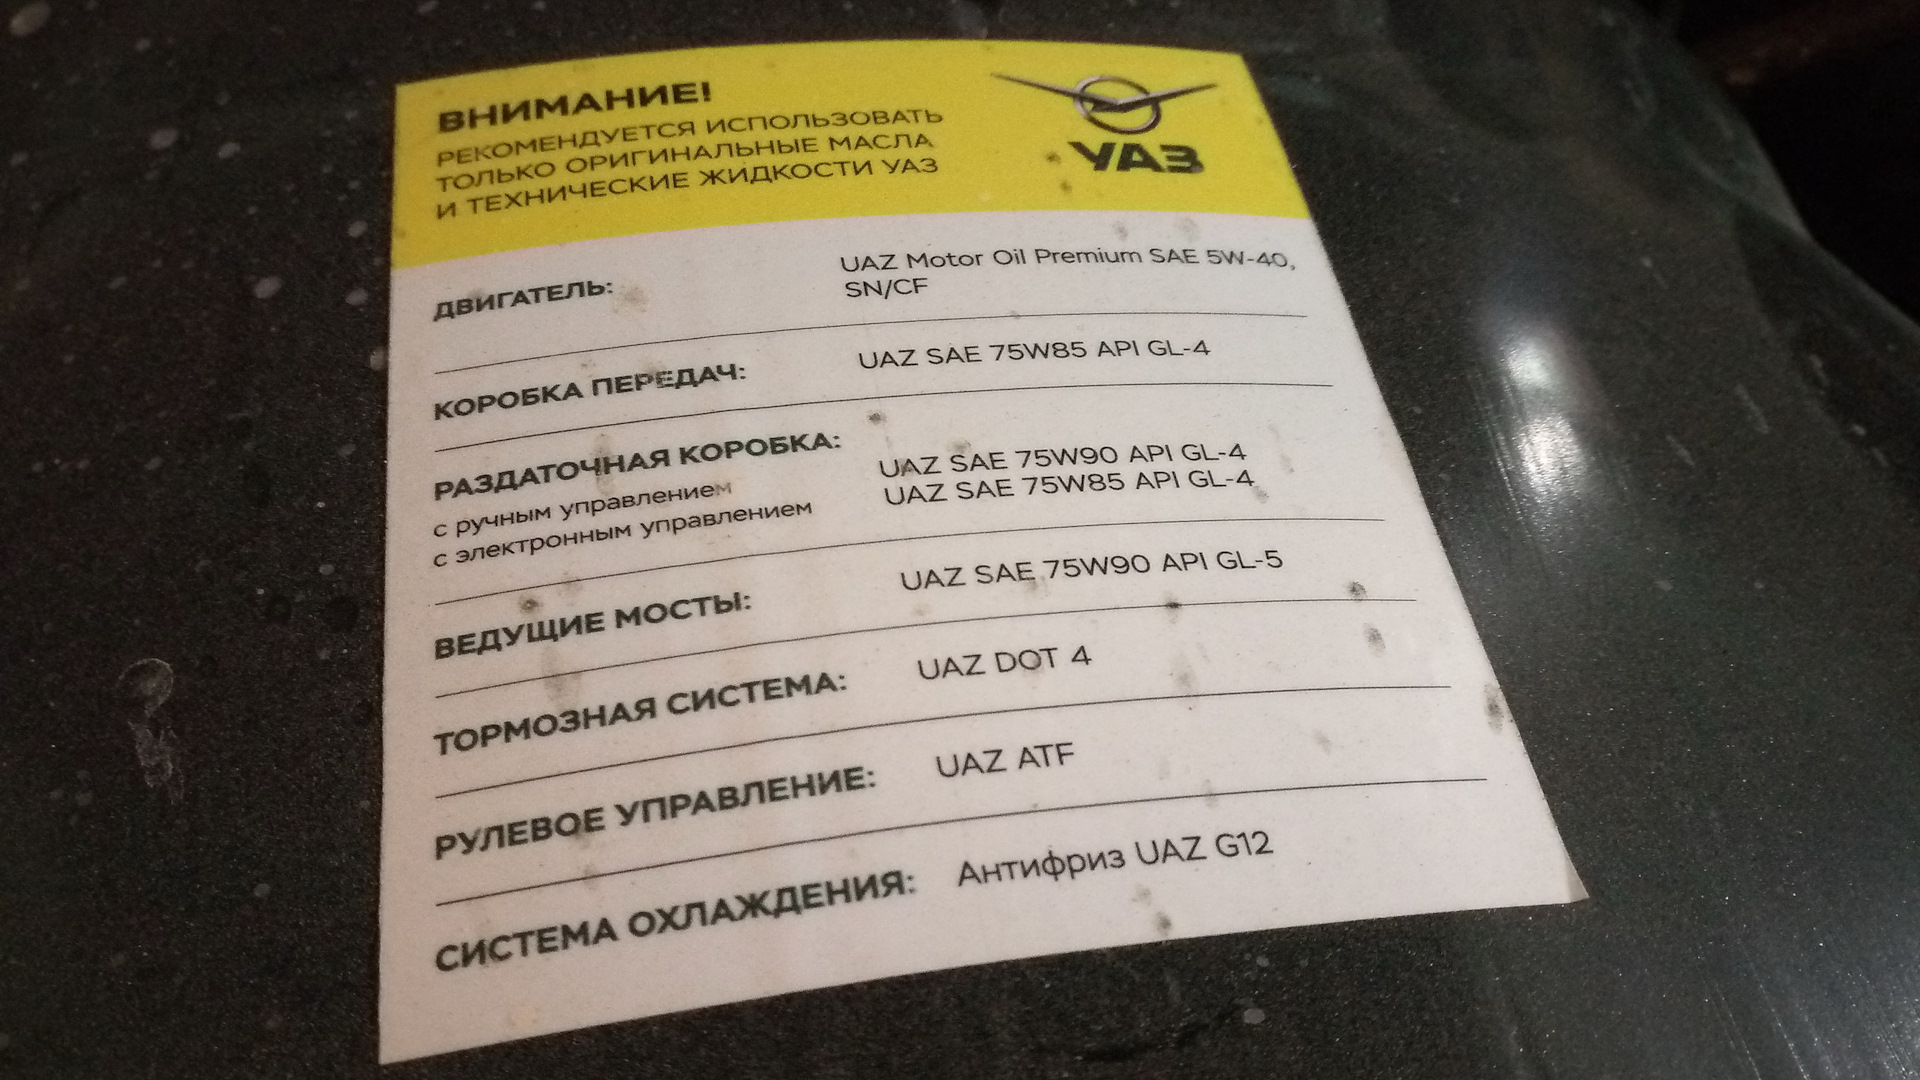 ВНИМАНИЕ!
РЕКОМЕНДУЕТСЯ ИСПОЛЬЗОВАТЬ
ТОЛЬКО ОРИГИНАЛЬНЫЕ МАСЛА
И ТЕХНИЧЕСКИЕ ЖИДКОСТИ УАЗ
УАЗ
ДВИГАТЕЛЬ: UAZ Motor Oil Premium SAE 5W-40,
SN/CF
КОРОБКА ПЕРЕДАЧ: UAZ SAE 75W85 API GL-4
РАЗДАТОЧНАЯ КОРОБКА:
с ручным управлением UAZ SAE 75W90 API GL-4
с электронным управлением UAZ SAE 75W85 API GL-4
ВЕДУЩИЕ МОСТЫ: UAZ SAE 75W90 API GL-5
ТОРМОЗНАЯ СИСТЕМА: UAZ DOT 4
РУЛЕВОЕ УПРАВЛЕНИЕ: UAZ ATF
СИСТЕМА ОХЛАЖДЕНИЯ: Антифриз UAZ G12